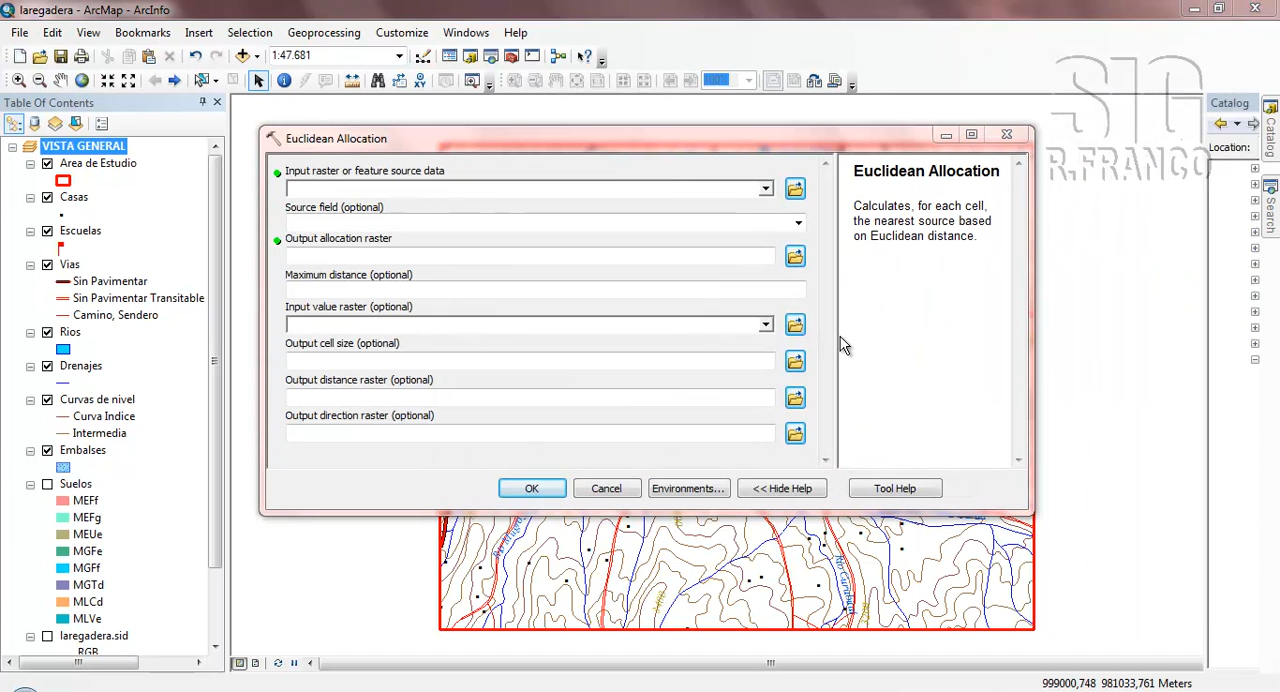 laregadera - ArcMap - ArcInfo
File Edit View Bookmarks Insert Selection Geoprocessing Customize Windows Help
1:47.681
100%
Table Of Contents
VISTA GENERAL
Area de Estudio
Casas
Escuelas
Vias
Sin Pavimentar
Sin Pavimentar Transitable
Camino, Sendero
Rios
Drenajes
Curvas de nivel
Curva Indice
Intermedia
Embalses
Suelos
MEFf
MEFg
MEUe
MGFe
MGFf
MGTd
MLCd
MLVe
laregadera.sid
RGB
Euclidean Allocation
Input raster or feature source data
Source field (optional)
Output allocation raster
Maximum distance (optional)
Input value raster (optional)
Output cell size (optional)
Output distance raster (optional)
Output direction raster (optional)
OK Cancel Environments... << Hide Help Tool Help
Euclidean Allocation
Calculates, for each cell,
the nearest source based
on Euclidean distance.
SIG
R.FRANCO
Catalog
Location:
Catalog
Search
999000,748 981033,761 Meters